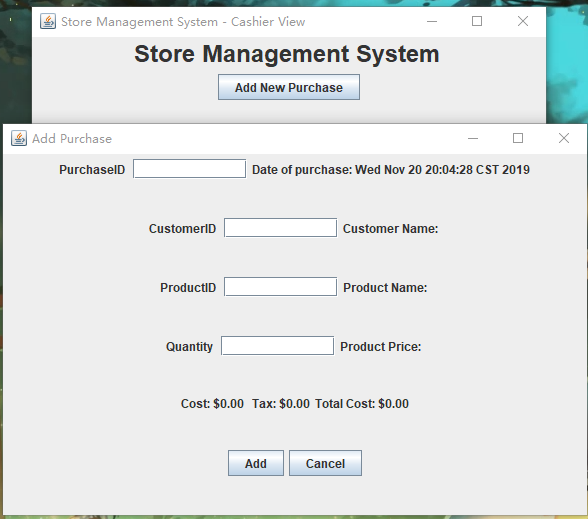 Store Management System - Cashier View
Store Management System
Add New Purchase
Add Purchase
PurchaseID Date of purchase: Wed Nov 20 20:04:28 CST 2019
CustomerID Customer Name:
ProductID Product Name:
Quantity Product Price:
Cost: $0.00 Tax: $0.00 Total Cost: $0.00
Add Cancel